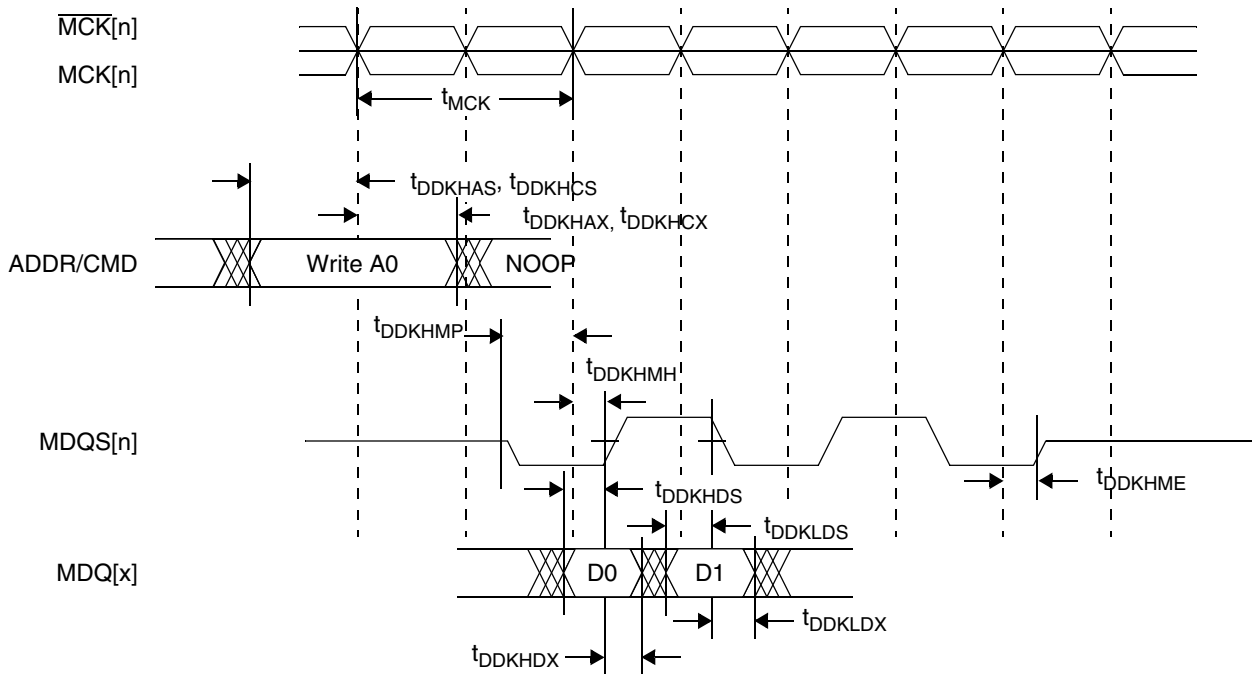 MCK[n]
MCK[n]
tMCK
tDDKHAS, tDDKHCS
tDDKHAX, tDDKHCX
ADDR/CMD
Write A0
NOOP
tDDKHMP
tDDKHMH
MDQS[n]
tDDKHDS
tDDKHME
tDDKLDS
MDQ[x]
D0
D1
tDDKLDX
tDDKHDX